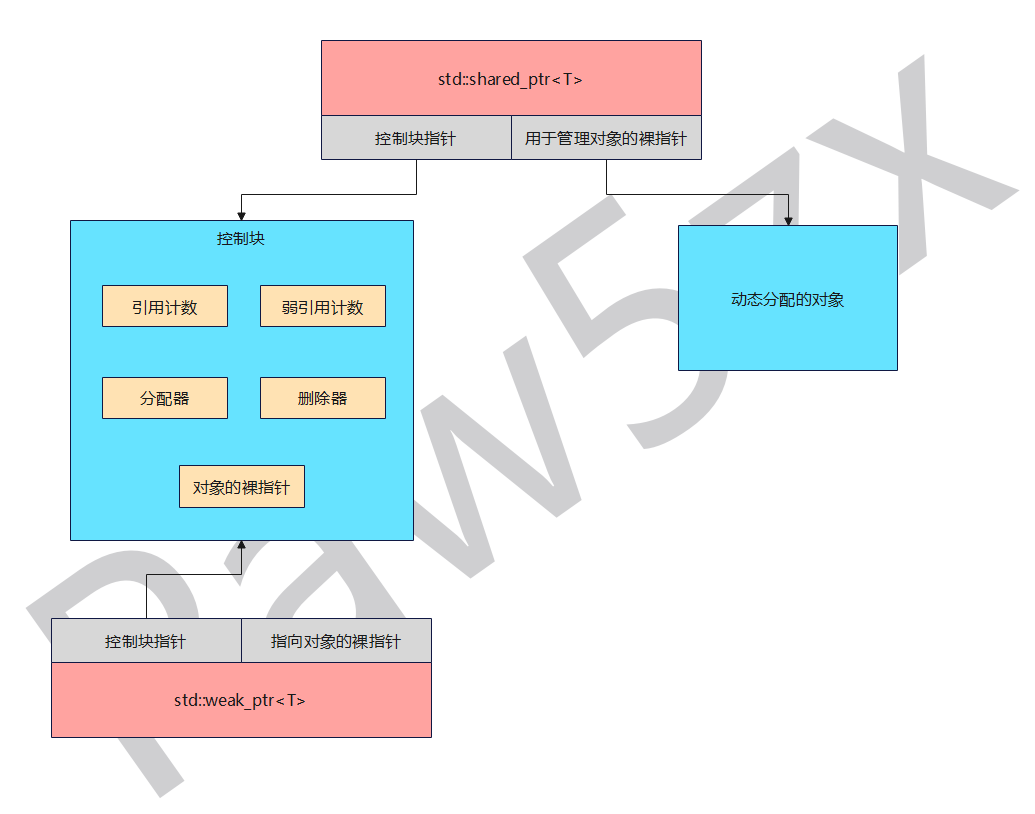 std::shared_ptr<T>
控制块指针
用于管理对象的裸指针
控制块
引用计数
弱引用计数
分配器
删除器
对象的裸指针
动态分配的对象
控制块指针
指向对象的裸指针
std::weak_ptr<T>
Paw5zx